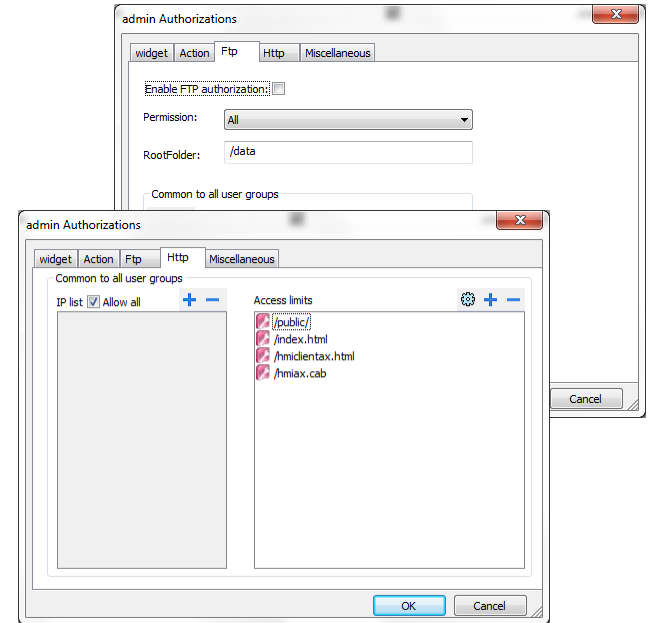 admin Authorizations
widget Action Ftp Http Miscellaneous
Enable FTP authorization:
Permission: All
RootFolder: /data
Common to all user groups
Cancel
admin Authorizations
widget Action Ftp Http Miscellaneous
Common to all user groups
IP list Allow all
Access limits
/public/
/index.html
/hmiclientax.html
/hmiax.cab
OK Cancel